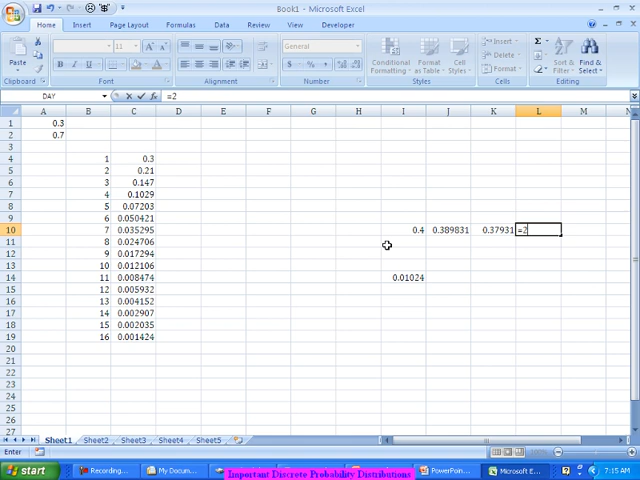 Book1 - Microsoft Excel
Home Insert Page Layout Formulas Data Review View Developer
Paste
11
General
Conditional Formatting
Format as Table
Cell Styles
Insert
Delete
Format
Sort & Filter
Find & Select
Clipboard Font Alignment Number Styles Cells Editing
DAY =2
A B C D E F G H I J K L M N
1 0.3
2 0.7
3
4 1 0.3
5 2 0.21
6 3 0.147
7 4 0.1029
8 5 0.07203
9 6 0.050421
10 7 0.035295 0.4 0.389831 0.37931 =2
11 8 0.024706
12 9 0.017294
13 10 0.012106
14 11 0.008474 0.01024
15 12 0.005932
16 13 0.004152
17 14 0.002907
18 15 0.002035
19 16 0.001424
20
21
22
23
24
25
26
27
Sheet1 Sheet2 Sheet3 Sheet4 Sheet5
Enter 100%
start Recording... My Docum... PowerPoin... Microsoft E... 7:15 AM
Important Discrete Probability Distributions